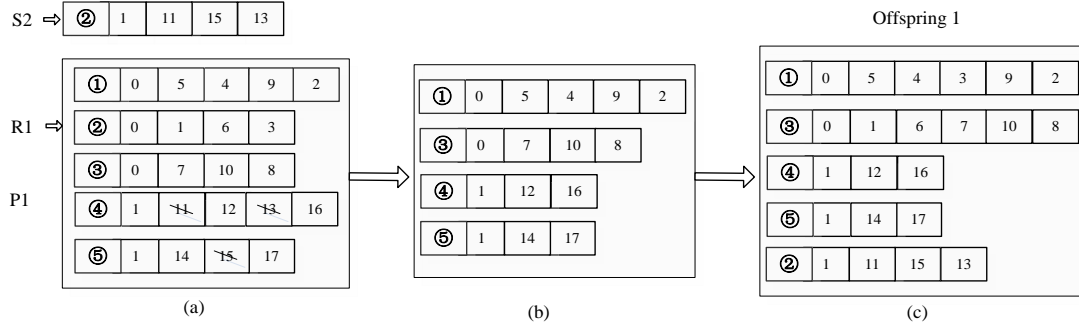 S2 ② 1 11 15 13
Offspring 1
① 0 5 4 9 2
R1 ② 0 1 6 3
③ 0 7 10 8
P1
④ 1 11 12 13 16
⑤ 1 14 15 17
(a)
① 0 5 4 9 2
③ 0 7 10 8
④ 1 12 16
⑤ 1 14 17
(b)
① 0 5 4 3 9 2
③ 0 1 6 7 10 8
④ 1 12 16
⑤ 1 14 17
② 1 11 15 13
(c)